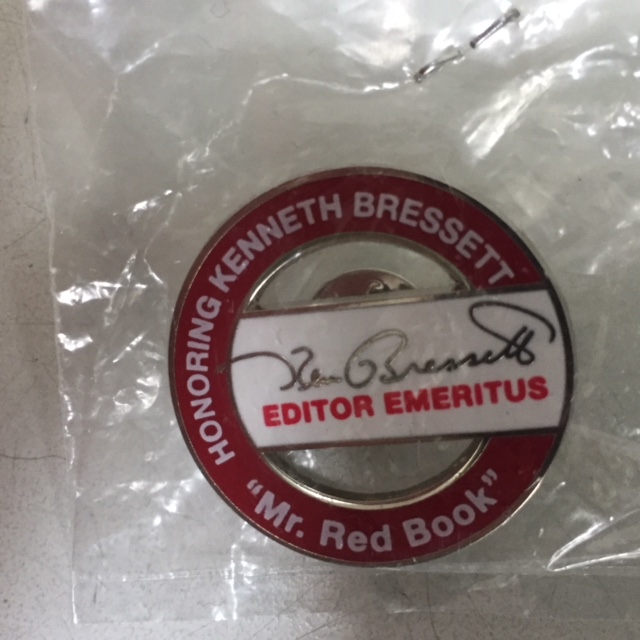 HONORING KENNETH BRESSETT
Ken Bressett
EDITOR EMERITUS
"Mr. Red Book"